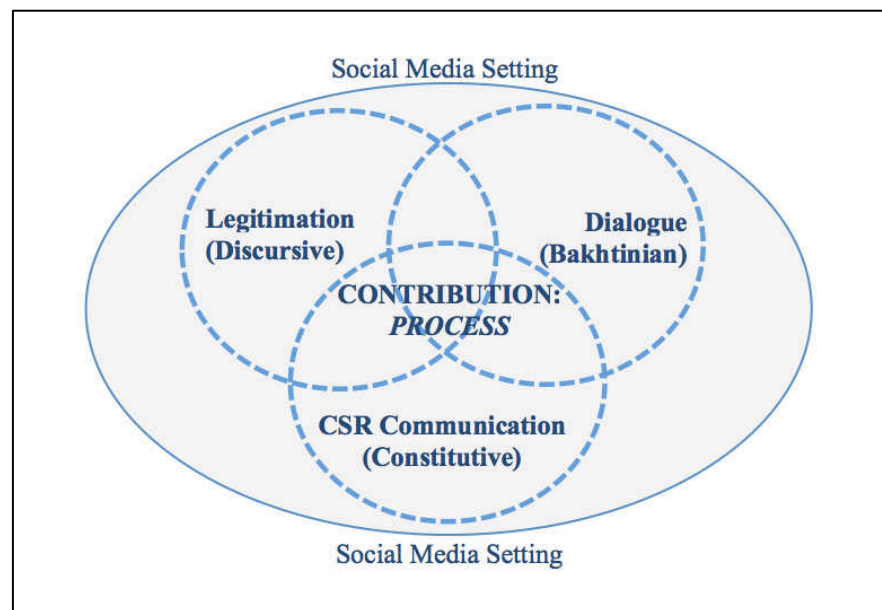 Social Media Setting
Legitimation
(Discursive)
Dialogue
(Bakhtinian)
CONTRIBUTION:
PROCESS
CSR Communication
(Constitutive)
Social Media Setting